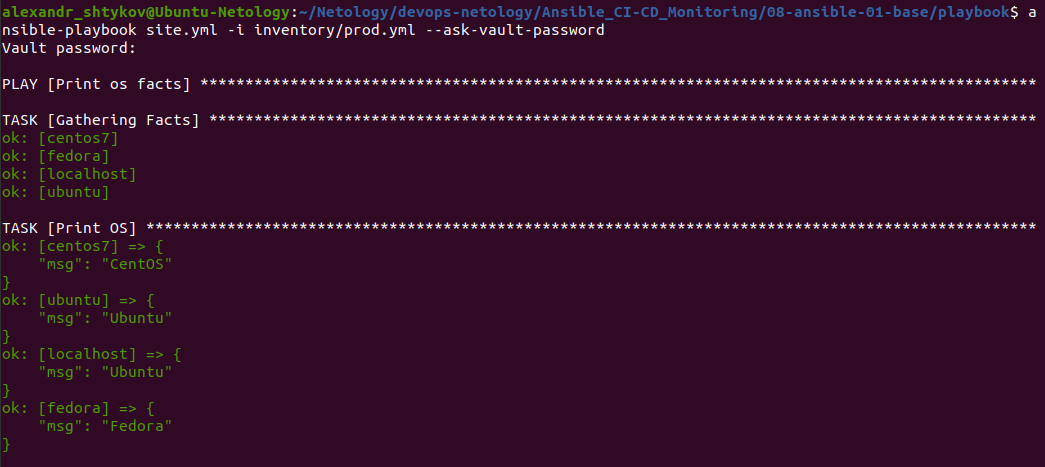 alexandr_shtykov@Ubuntu-Netology:~/Netology/devops-netology/Ansible_CI-CD_Monitoring/08-ansible-01-base/playbook$ a
nsible-playbook site.yml -i inventory/prod.yml --ask-vault-password
Vault password:
PLAY [Print os facts] *********************************************************************************************
TASK [Gathering Facts] ********************************************************************************************
ok: [centos7]
ok: [fedora]
ok: [localhost]
ok: [ubuntu]
TASK [Print OS] ***************************************************************************************************
ok: [centos7] => {
    "msg": "CentOS"
}
ok: [ubuntu] => {
    "msg": "Ubuntu"
}
ok: [localhost] => {
    "msg": "Ubuntu"
}
ok: [fedora] => {
    "msg": "Fedora"
}